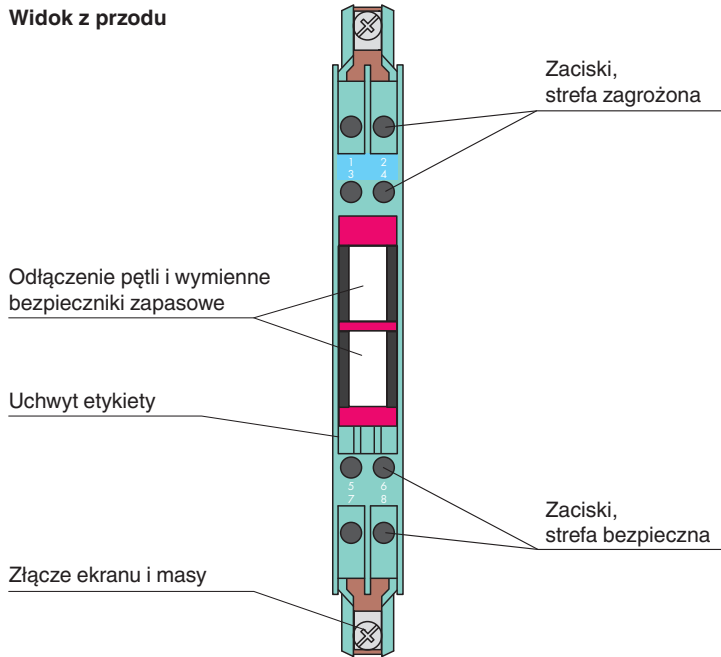 Widok z przodu
Zaciski,
strefa zagrożona
1 2
3 4
Odłączenie pętli i wymienne
bezpieczniki zapasowe
Uchwyt etykiety
5 6
7 8
Zaciski,
strefa bezpieczna
Złącze ekranu i masy